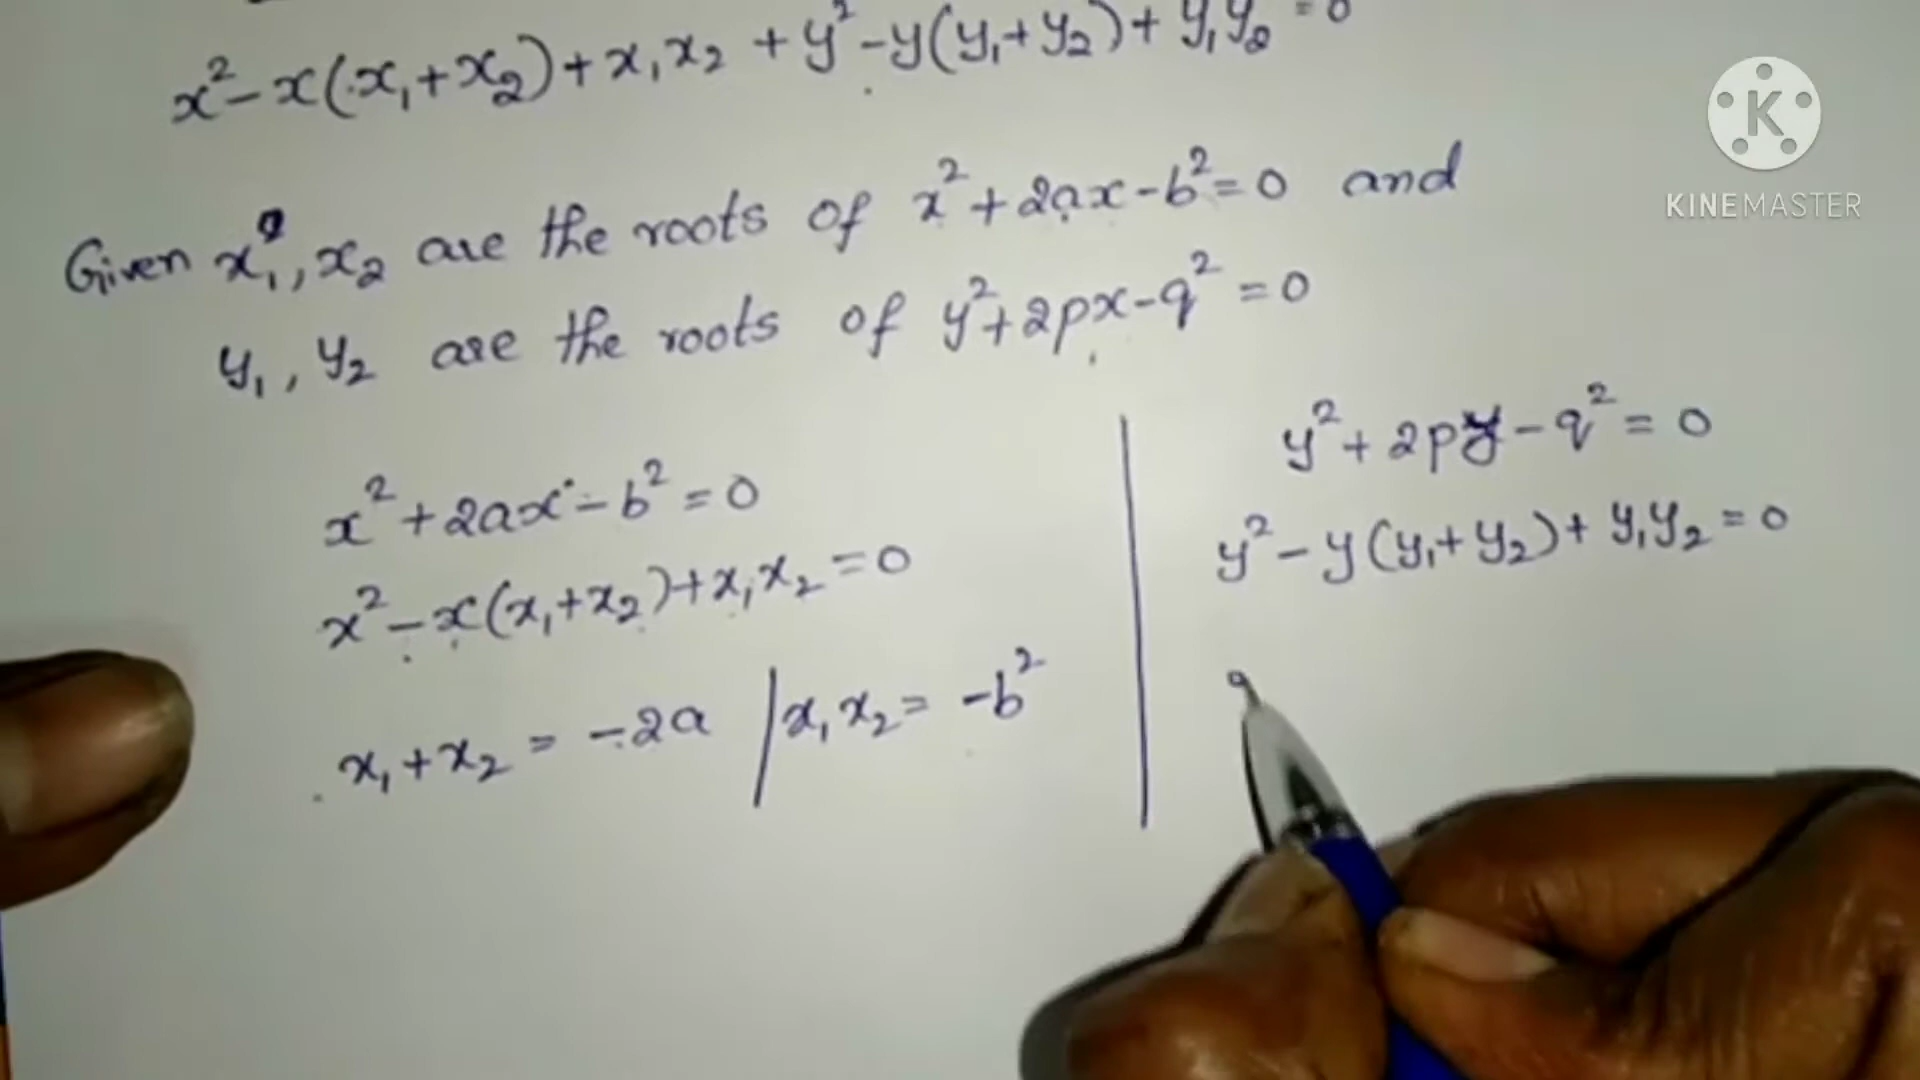 x² - x(x₁+x₂) + x₁x₂ + y² - y(y₁+y₂) + y₁y₂ = 0
K
KINEMASTER
Given x₁, x₂ are the roots of x² + 2ax - b² = 0 and
y₁, y₂ are the roots of y² + 2px - q² = 0
x² + 2ax - b² = 0
x² - x(x₁+x₂) + x₁x₂ = 0
x₁+x₂ = -2a / x₁x₂ = -b²
y² + 2py - q² = 0
y² - y(y₁+y₂) + y₁y₂ = 0